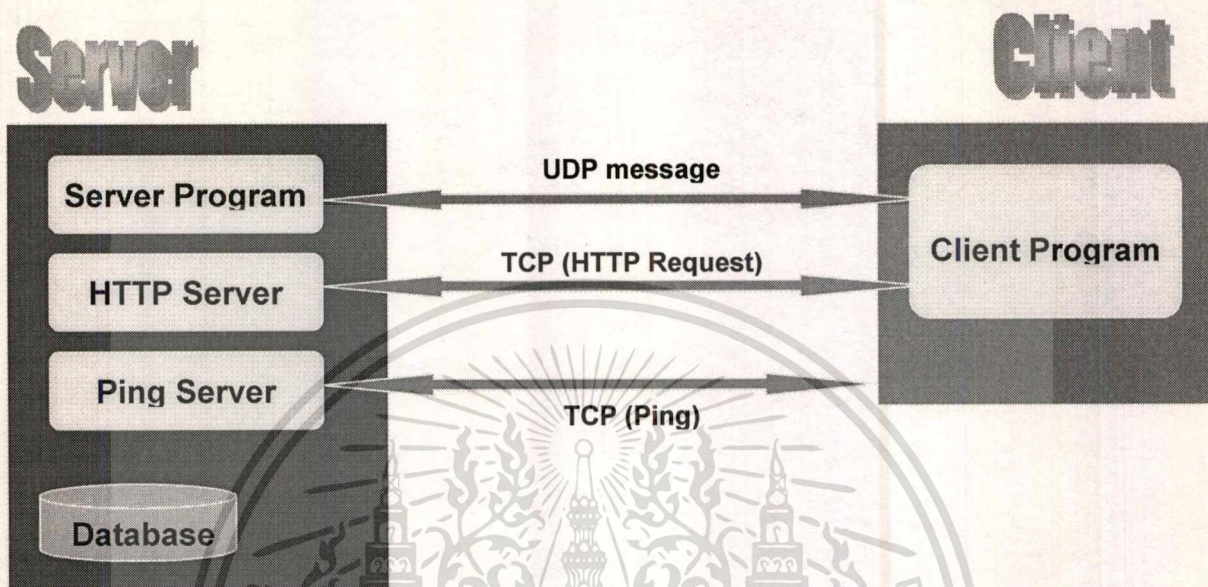 Server
Client
Server Program
UDP message
Client Program
HTTP Server
TCP (HTTP Request)
Ping Server
TCP (Ping)
Database